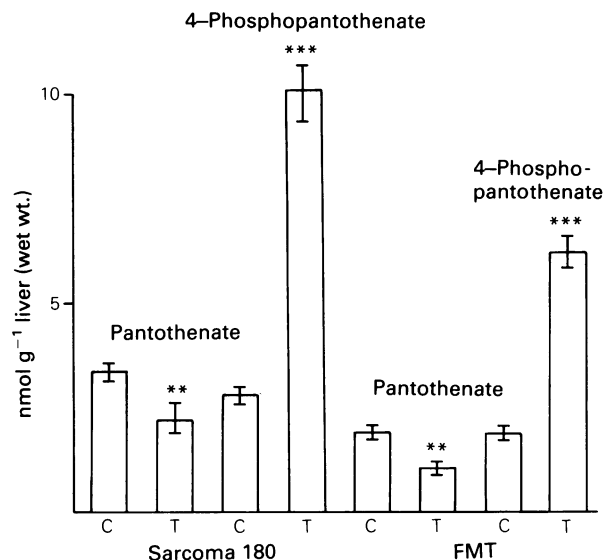 4–Phosphopantothenate
***
10
4–Phospho-
pantothenate
***
nmol g⁻¹ liver (wet wt.)
5
Pantothenate
**
Pantothenate
**
C T C T C T C T
Sarcoma 180 FMT